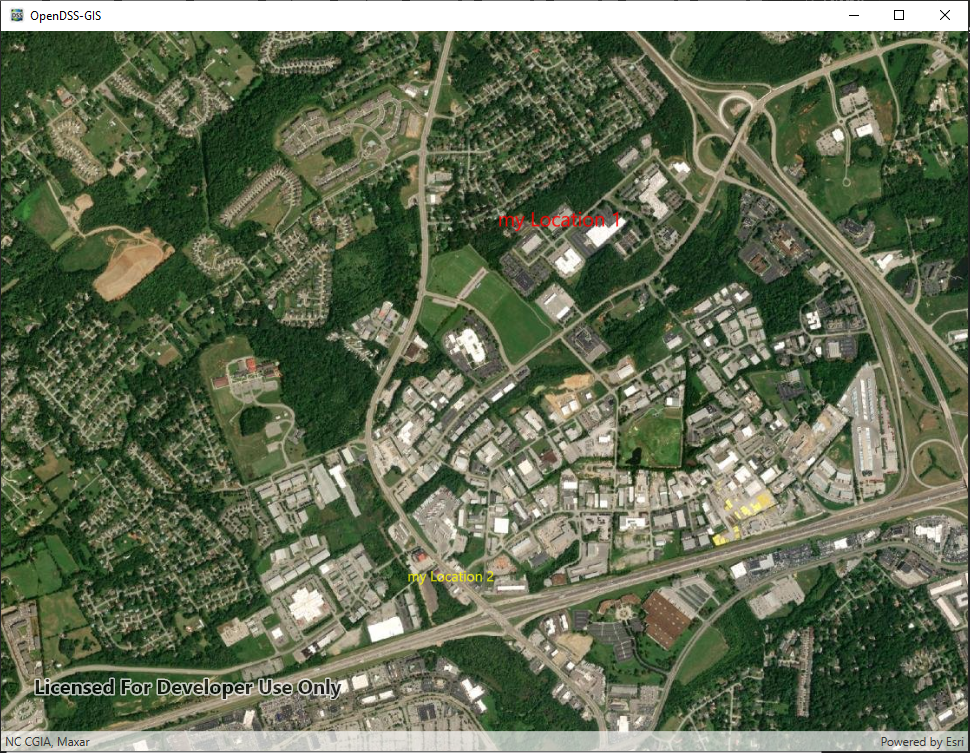 OpenDSS-GIS
my Location 1
my Location 2
Licensed For Developer Use Only
NC CGIA, Maxar
Powered by Esri